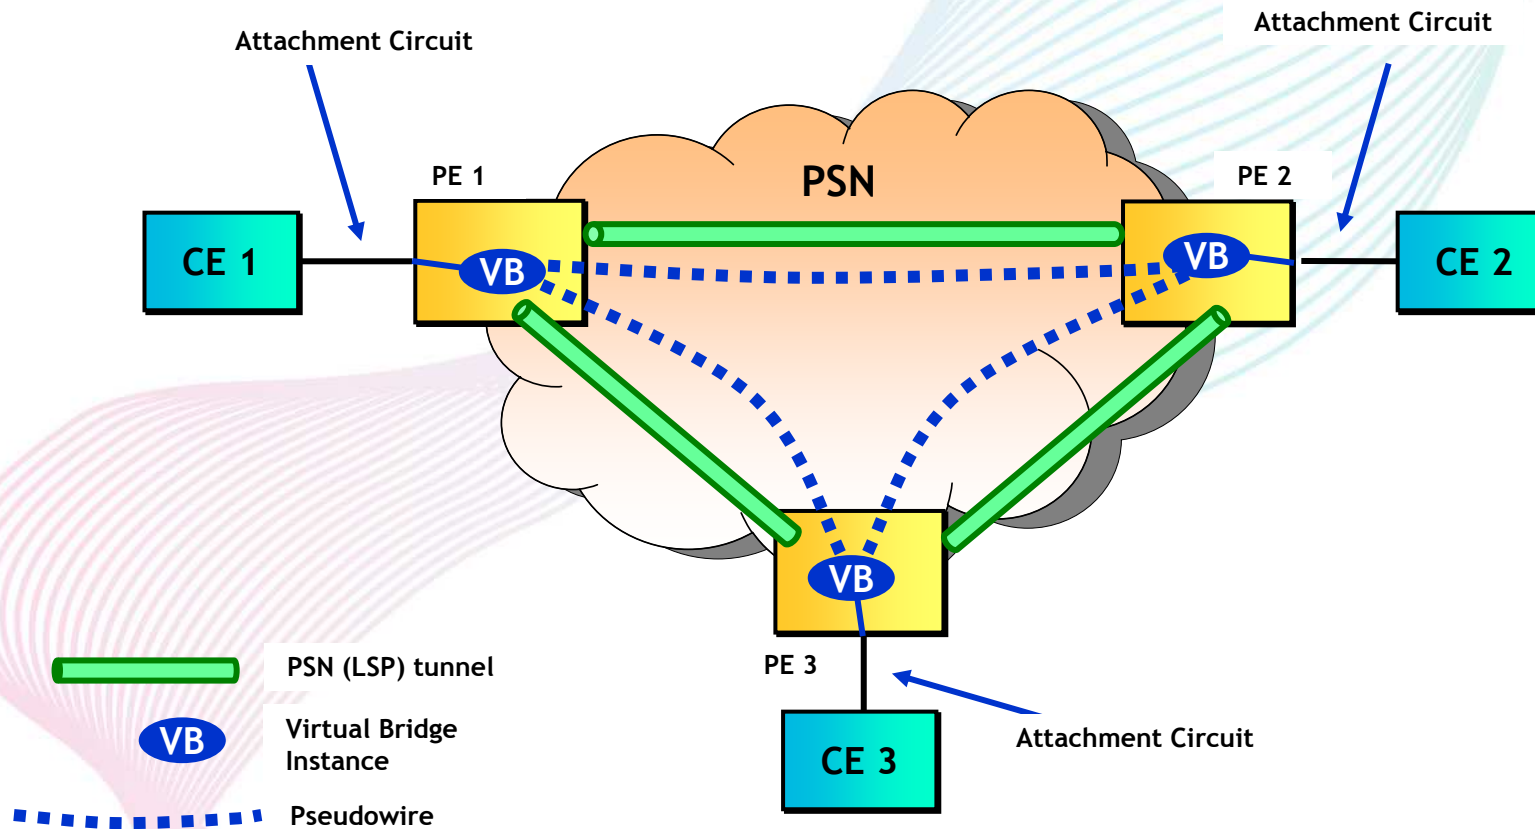 Attachment Circuit
Attachment Circuit
PE 1
PSN
PE 2
CE 1
VB
VB
CE 2
VB
PSN (LSP) tunnel
PE 3
VB
Virtual Bridge
Instance
CE 3
Attachment Circuit
Pseudowire